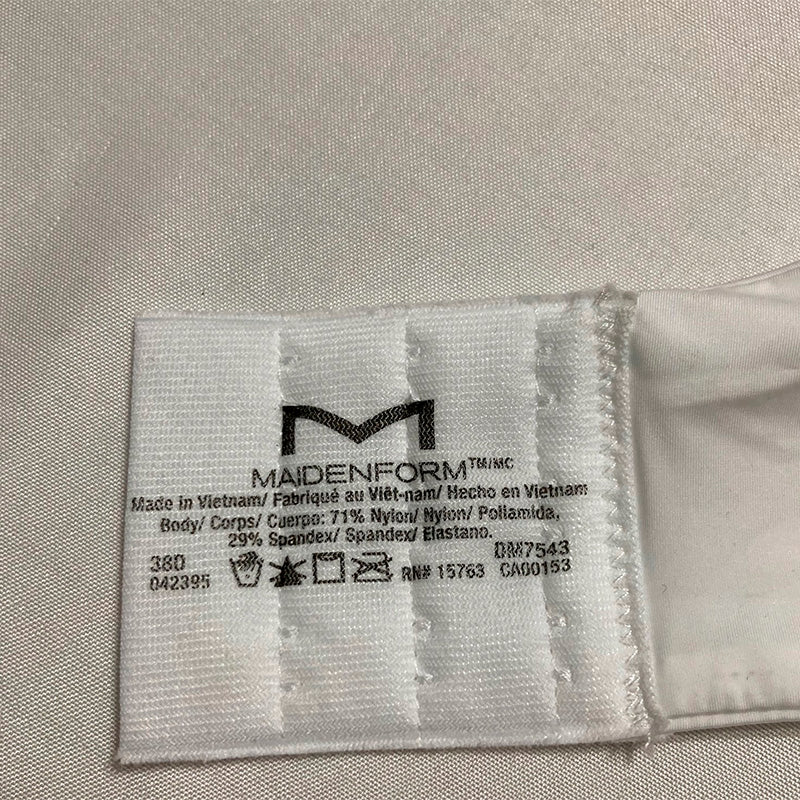 MAIDENFORM™/MC
Made in Vietnam/ Fabriqué au Viêt-nam/ Hecho en Vietnam
Body/ Corps/ Cuerpo: 71% Nylon/ Nylon/ Poliamida,
29% Spandex/ Spandex/ Elastano.
38D DM7543
042395 RN# 15763 CA00153